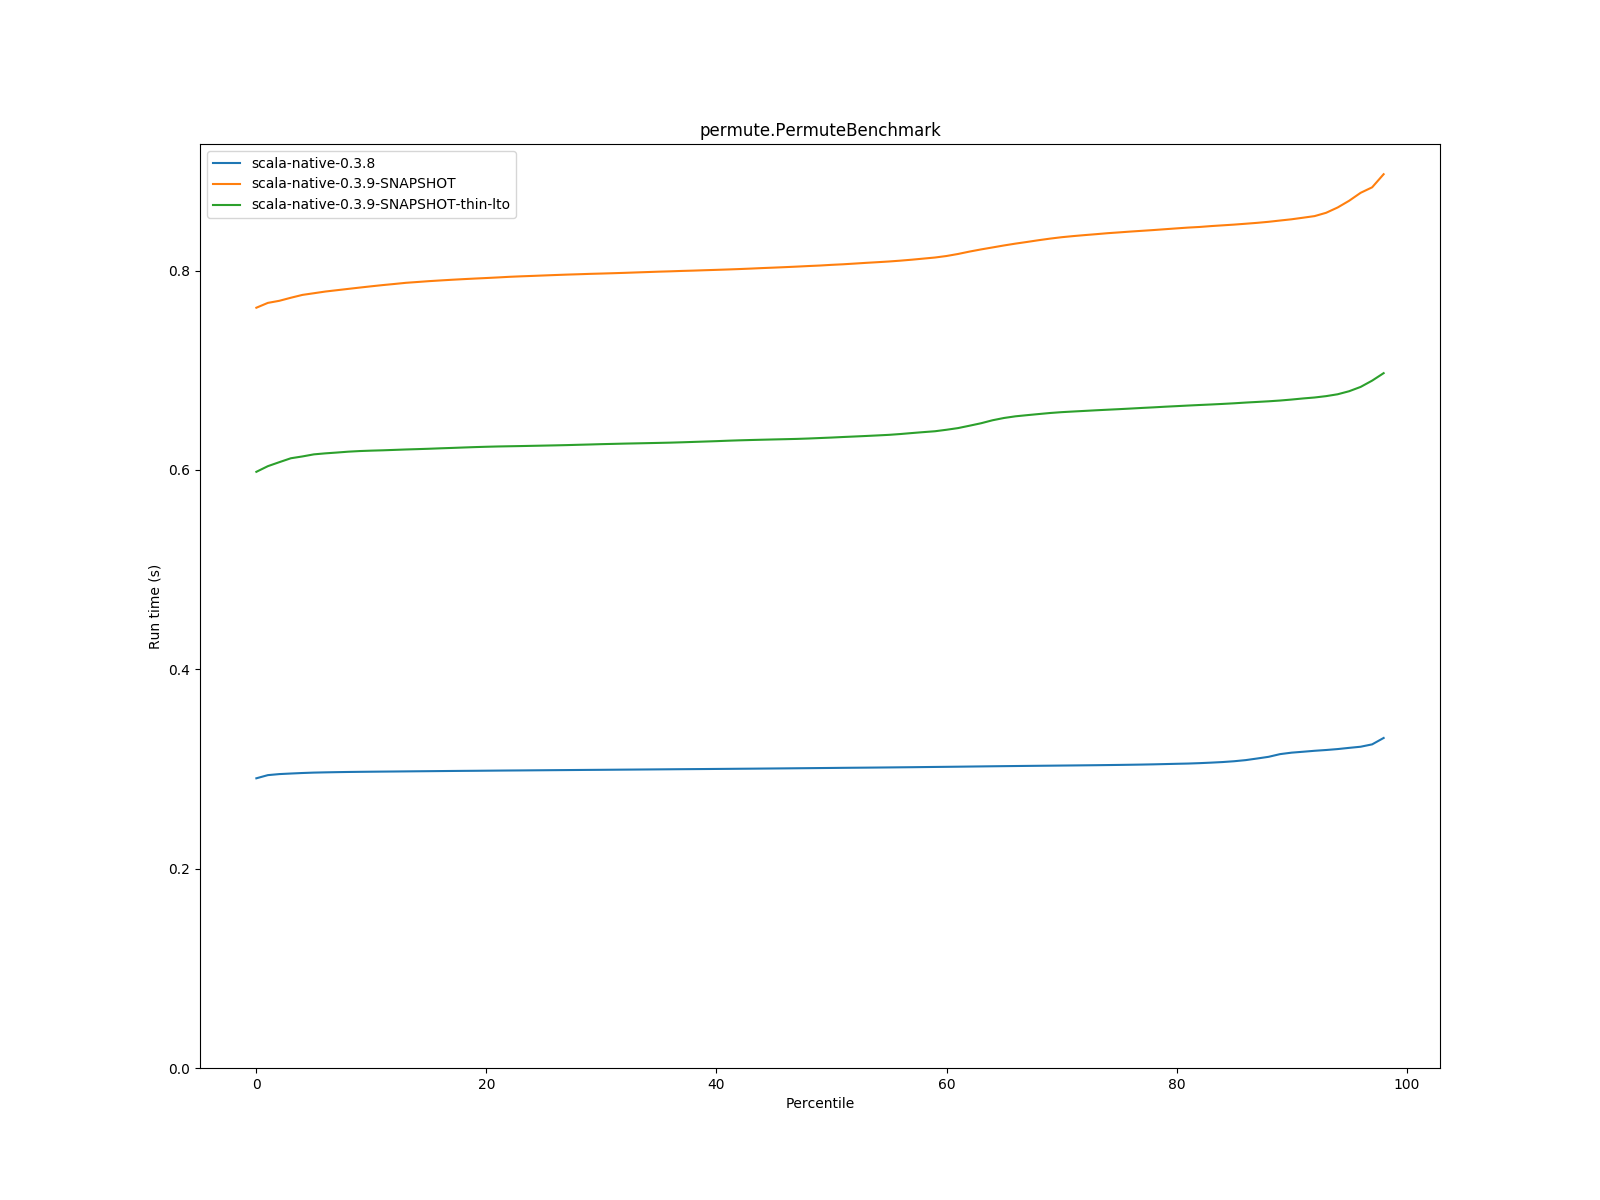 permute.PermuteBenchmark
scala-native-0.3.8
scala-native-0.3.9-SNAPSHOT
scala-native-0.3.9-SNAPSHOT-thin-lto
0.8
0.6
0.4
0.2
0.0
Run time (s)
0 20 40 60 80 100
Percentile